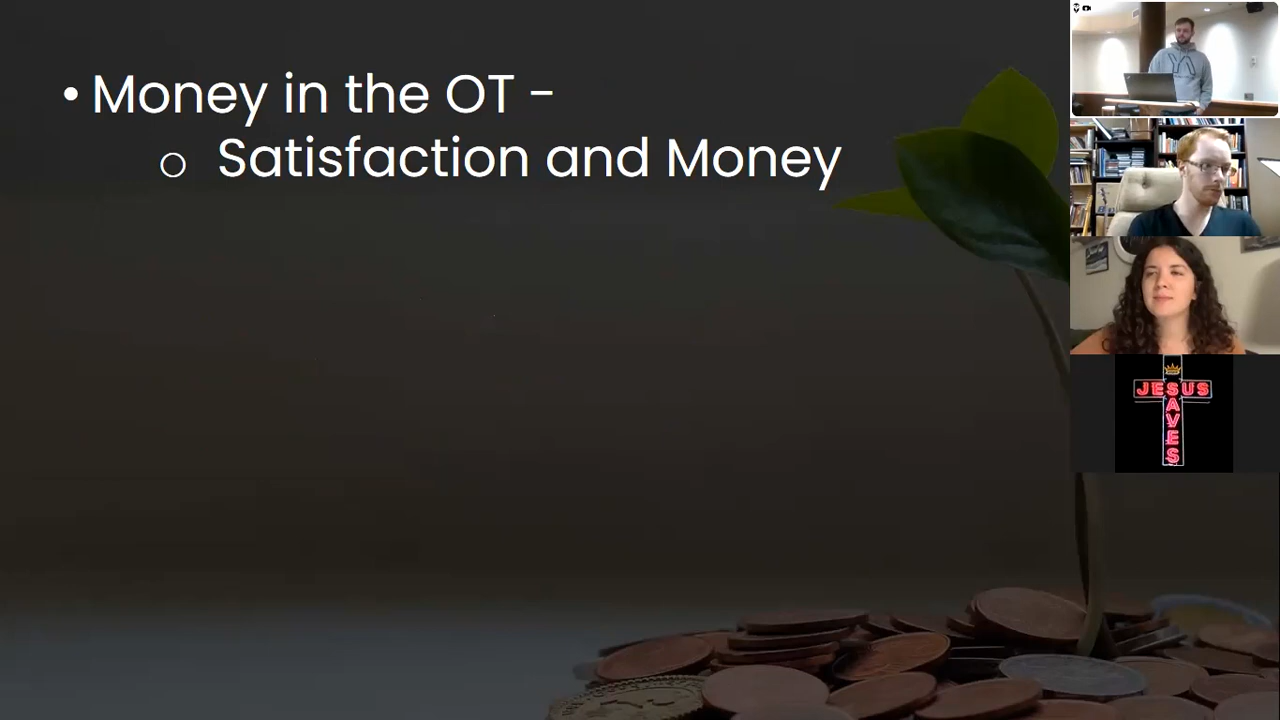 • Money in the OT -
o Satisfaction and Money
JESUS
SAVES